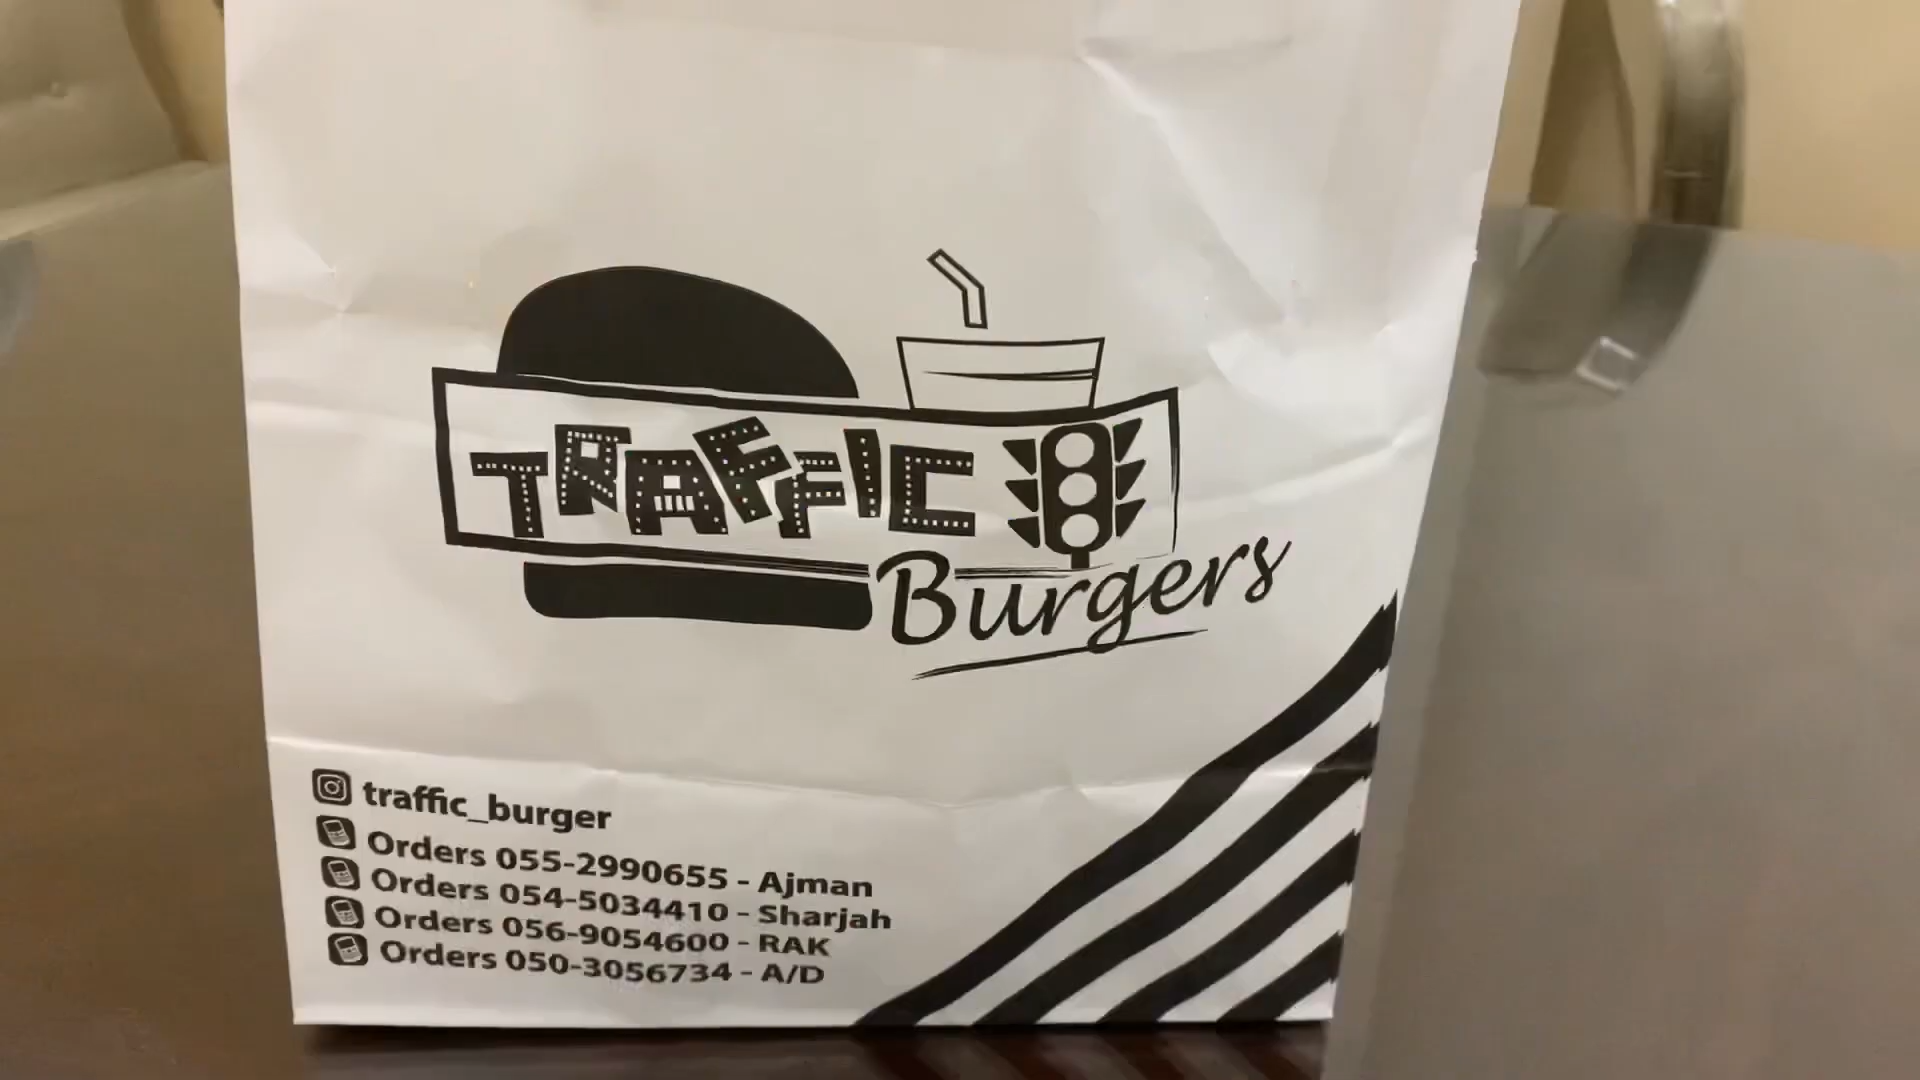 TRAFFIC
Burgers
traffic_burger
Orders 055-2990655 - Ajman
Orders 054-5034410 - Sharjah
Orders 056-9054600 - RAK
Orders 050-3056734 - A/D